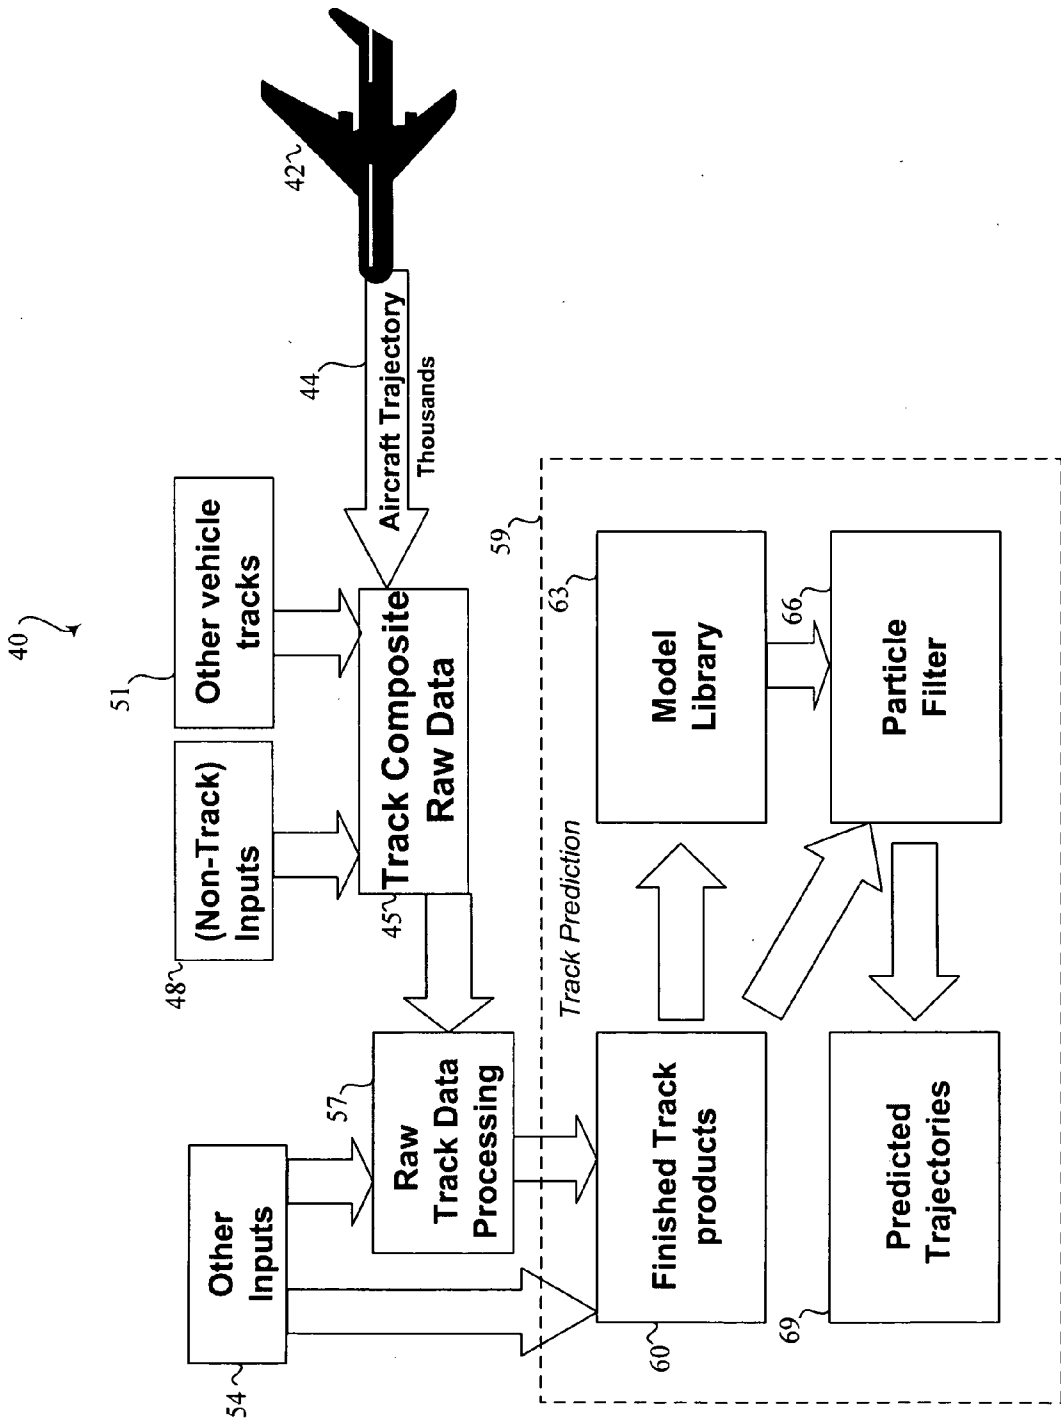 40
54
Other
Inputs
48
(Non-Track)
Inputs
51
Other vehicle
tracks
57
Raw
Track Data
Processing
45
Track Composite
Raw Data
44
Aircraft Trajectory
Thousands
42
59
Track Prediction
60
Finished Track
products
63
Model
Library
69
Predicted
Trajectories
66
Particle
Filter